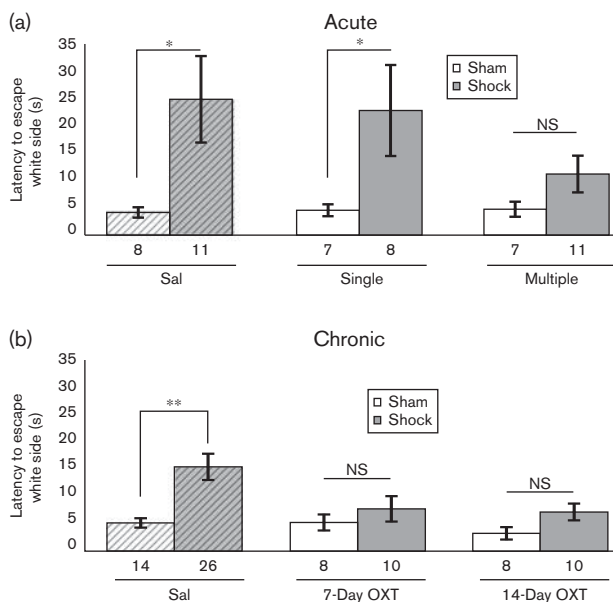 (a)
Acute
Latency to escape
white side (s)
35
30
25
20
15
10
5
0
*
*
NS
Sham
Shock
8 11 7 8 7 11
Sal Single Multiple
(b)
Chronic
Latency to escape
white side (s)
35
30
25
20
15
10
5
0
**
NS
NS
Sham
Shock
14 26 8 10 8 10
Sal 7-Day OXT 14-Day OXT